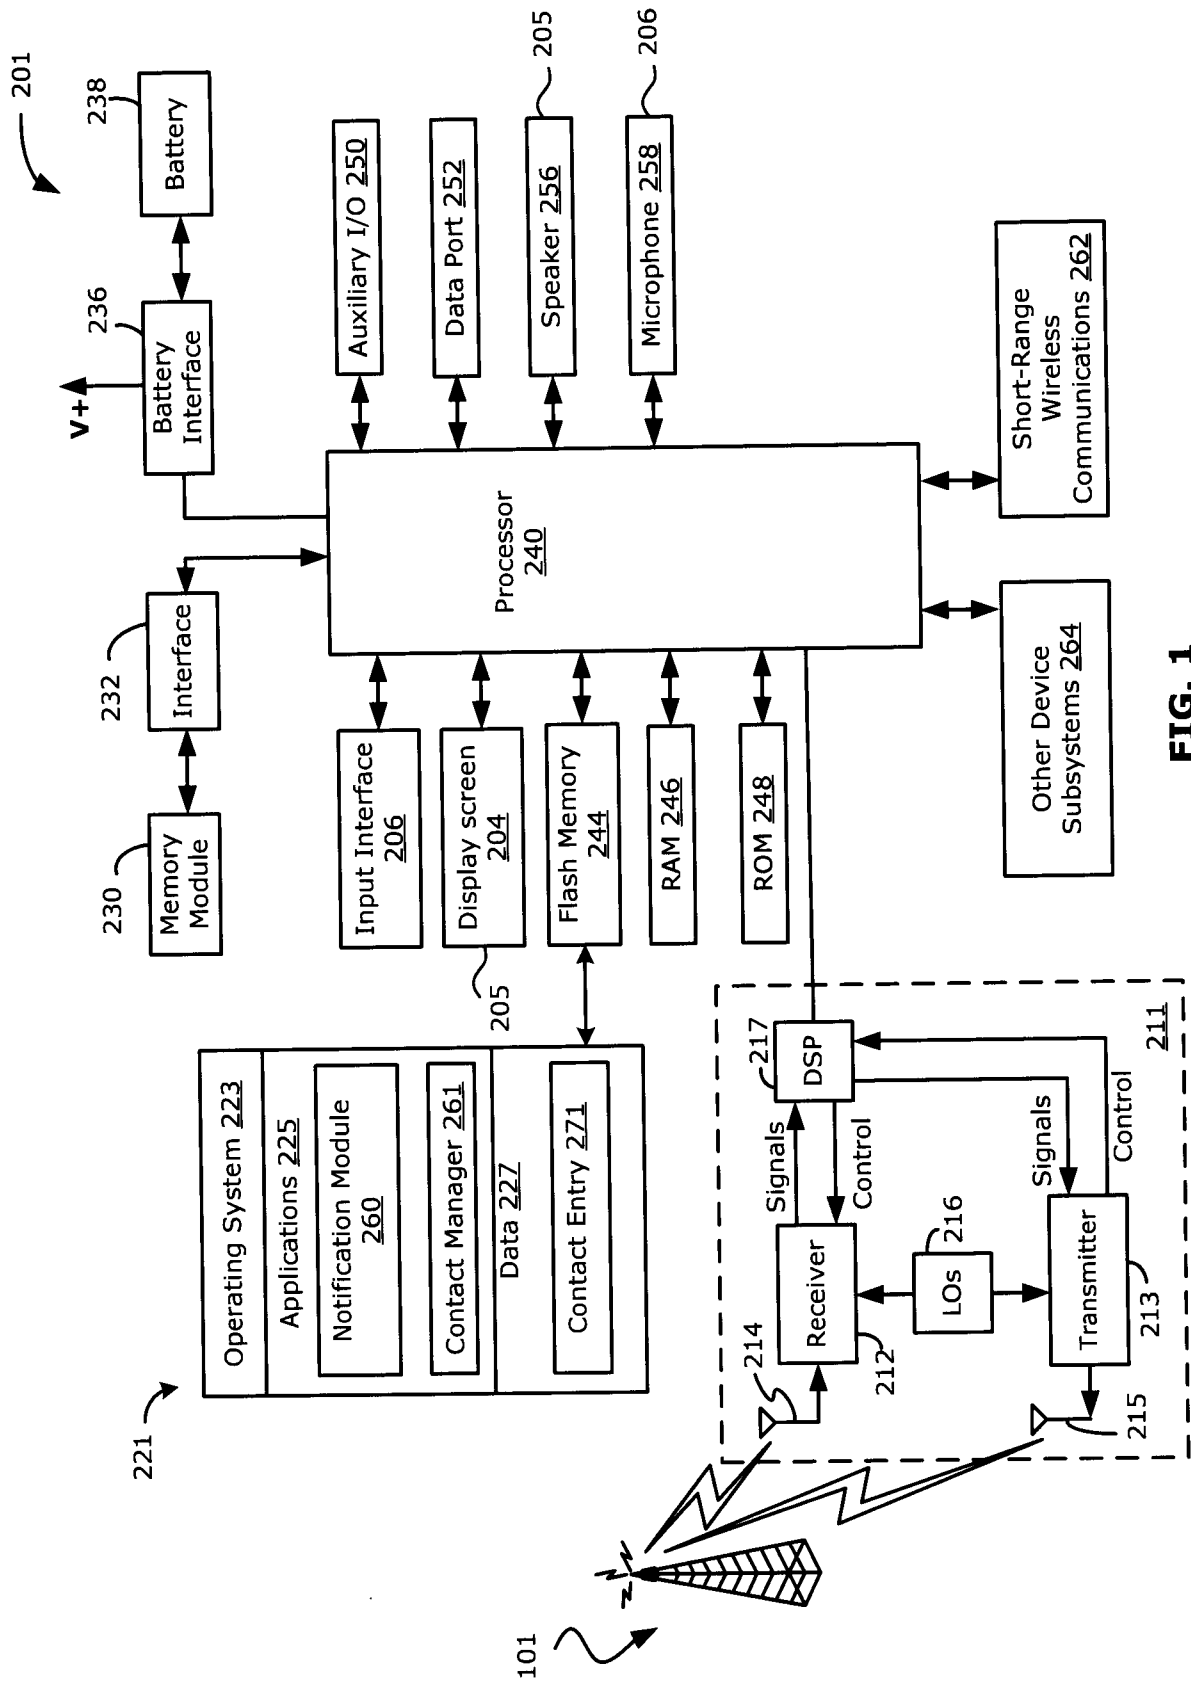 201
238
Battery
236
V+
Battery
Interface
232
Interface
230
Memory
Module
Auxiliary I/O 250
Data Port 252
Speaker 256
205
Microphone 258
206
Processor
240
Input Interface
206
Display screen
204
205
Flash Memory
244
RAM 246
ROM 248
Short-Range
Wireless
Communications 262
Other Device
Subsystems 264
221
Operating System 223
Applications 225
Notification Module
260
Contact Manager 261
Data 227
Contact Entry 271
101
211
217
DSP
Signals
Control
214
Receiver
212
216
LOs
Signals
Control
Transmitter
213
215
FIG. 1